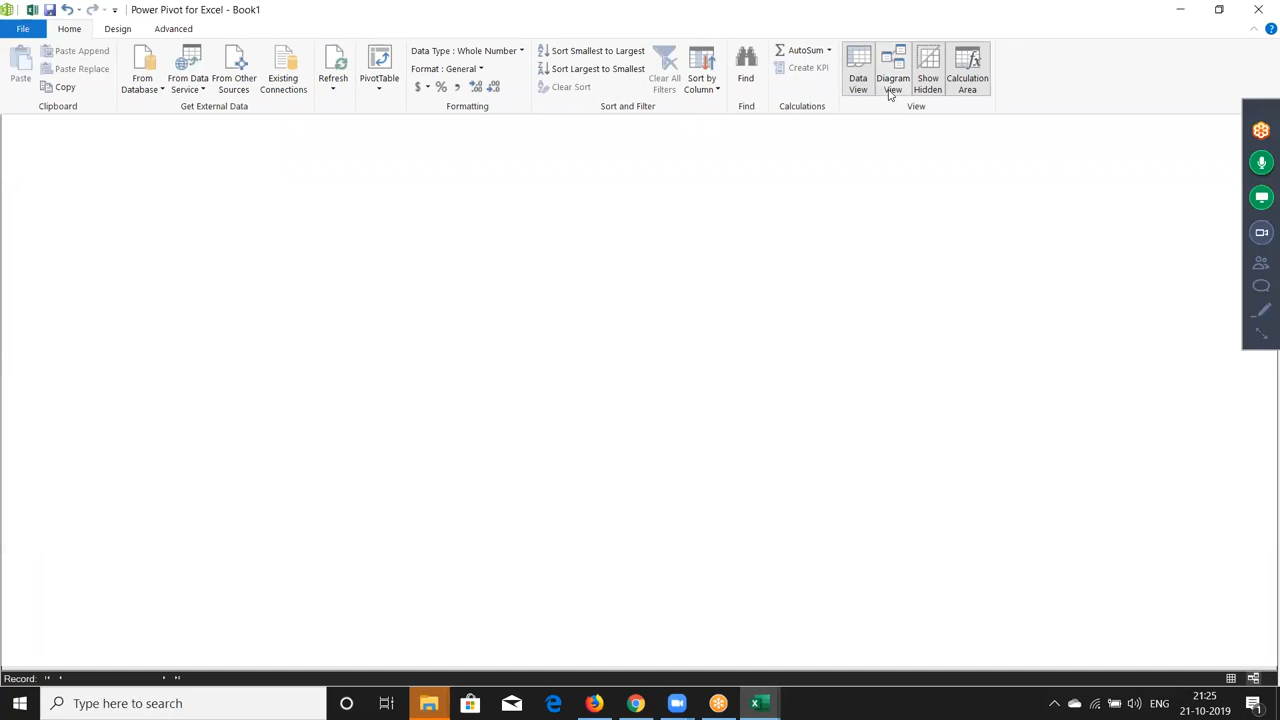 Power Pivot for Excel - Book1
File Home Design Advanced
Paste
Paste Append
Paste Replace
Copy
Clipboard
From
Database
From Data
Service
From Other
Sources
Existing
Connections
Get External Data
Refresh
PivotTable
Data Type : Whole Number
Format : General
$ % ,
Formatting
Sort Smallest to Largest
Sort Largest to Smallest
Clear Sort
Clear All
Filters
Sort by
Column
Sort and Filter
Find
Find
AutoSum
Create KPI
Calculations
Data
View
Diagram
View
Show
Hidden
Calculation
Area
View
Record:
Type here to search
ENG
21:25
21-10-2019